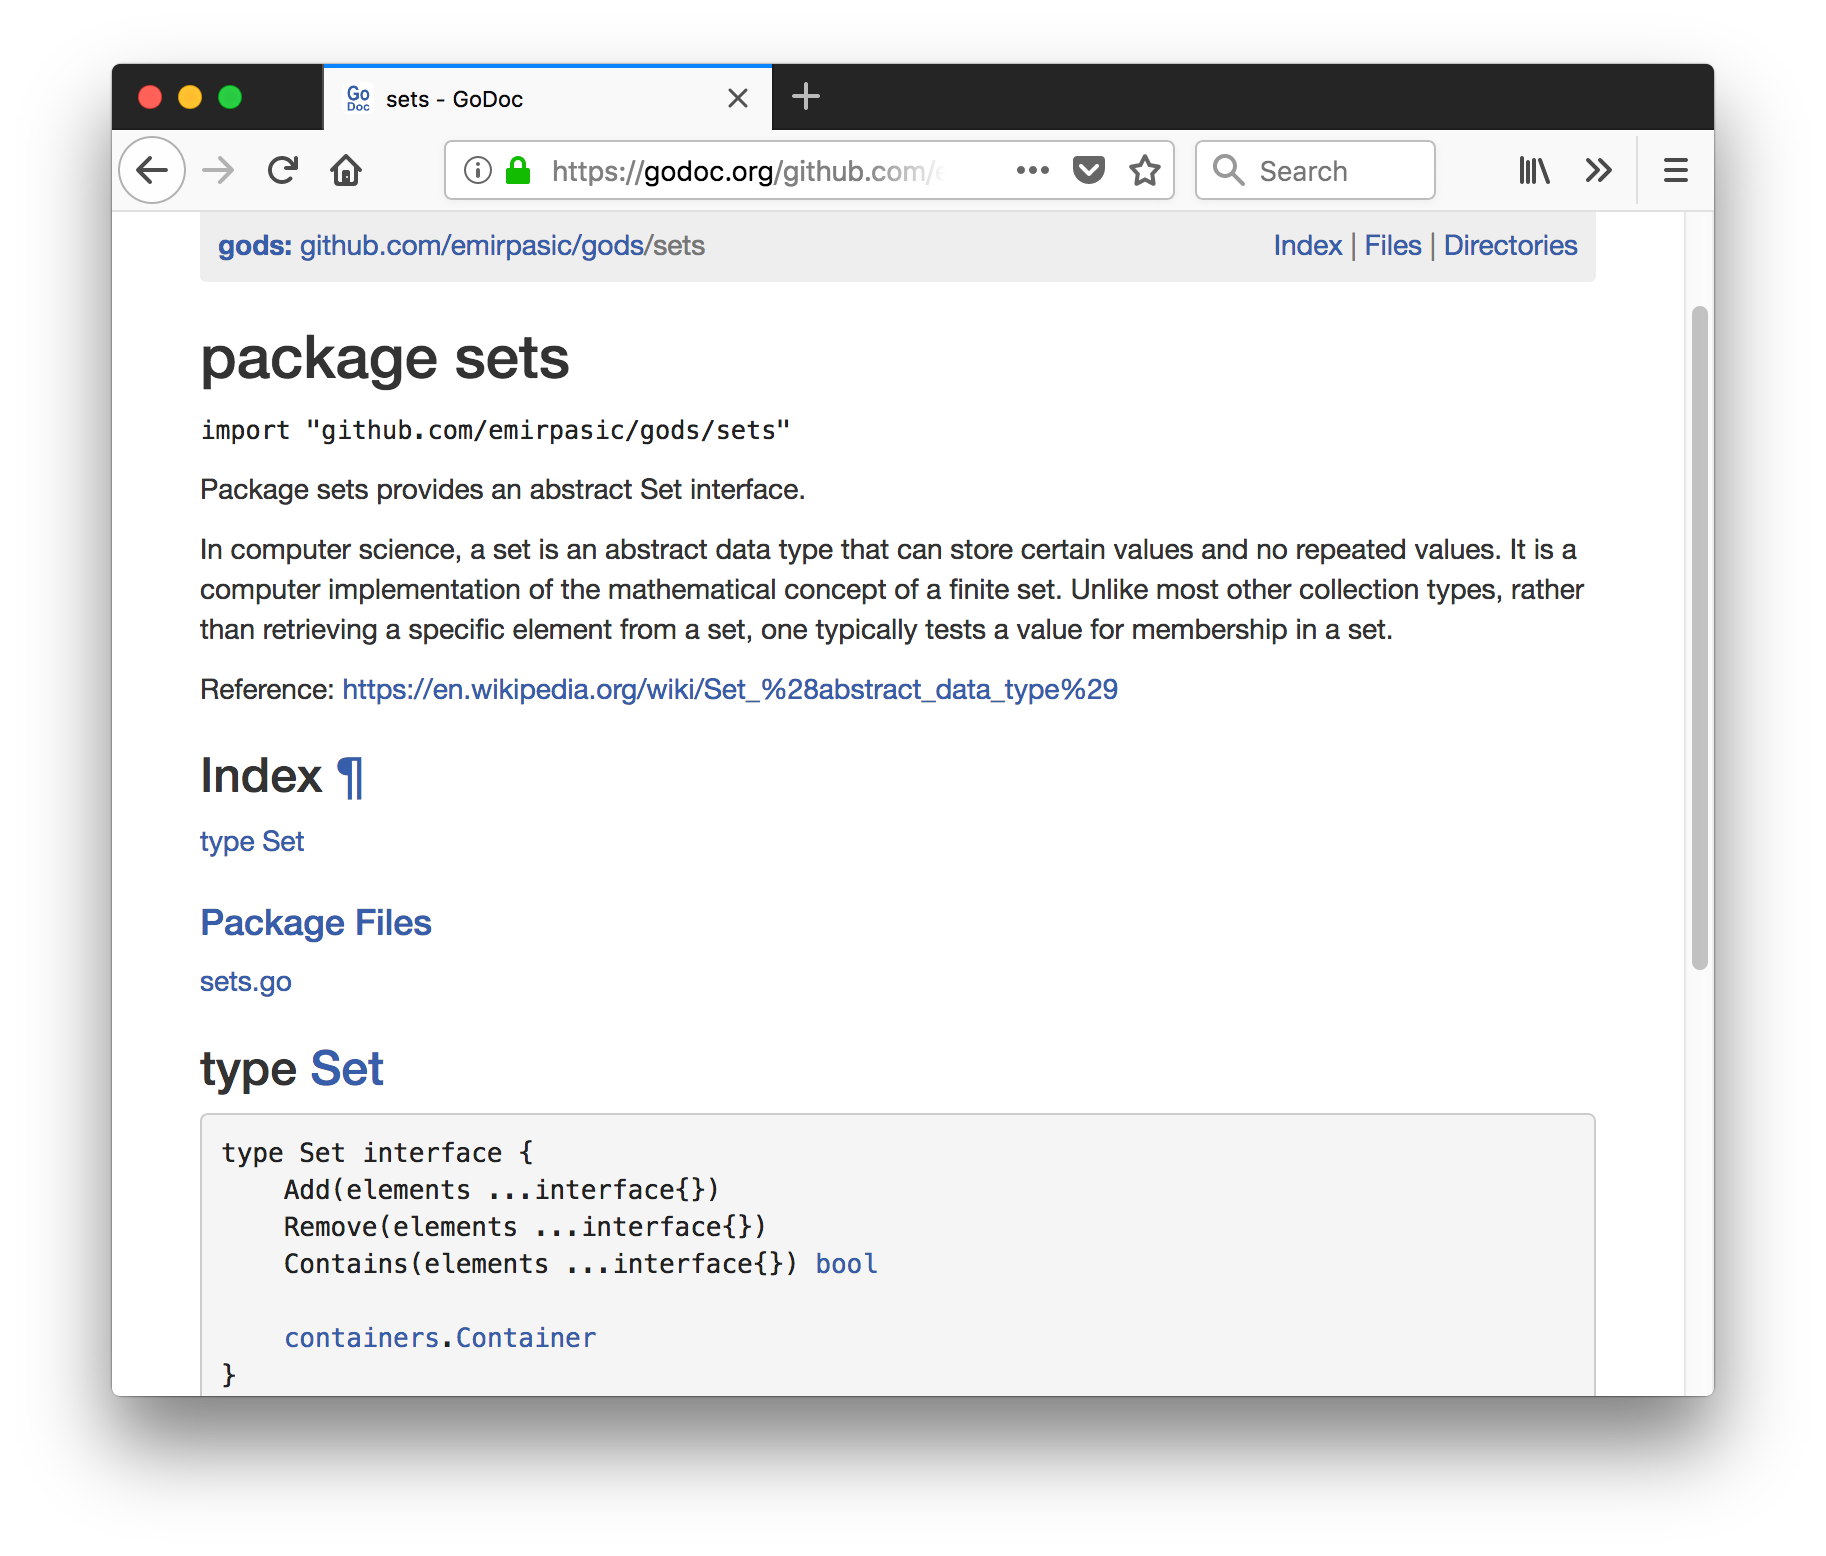 Go
Doc
sets - GoDoc
https://godoc.org/github.com/e
Search
gods: github.com/emirpasic/gods/sets
Index | Files | Directories
package sets
import "github.com/emirpasic/gods/sets"
Package sets provides an abstract Set interface.
In computer science, a set is an abstract data type that can store certain values and no repeated values. It is a
computer implementation of the mathematical concept of a finite set. Unlike most other collection types, rather
than retrieving a specific element from a set, one typically tests a value for membership in a set.
Reference: https://en.wikipedia.org/wiki/Set_%28abstract_data_type%29
Index ¶
type Set
Package Files
sets.go
type Set
type Set interface {
    Add(elements ...interface{})
    Remove(elements ...interface{})
    Contains(elements ...interface{}) bool
    containers.Container
}